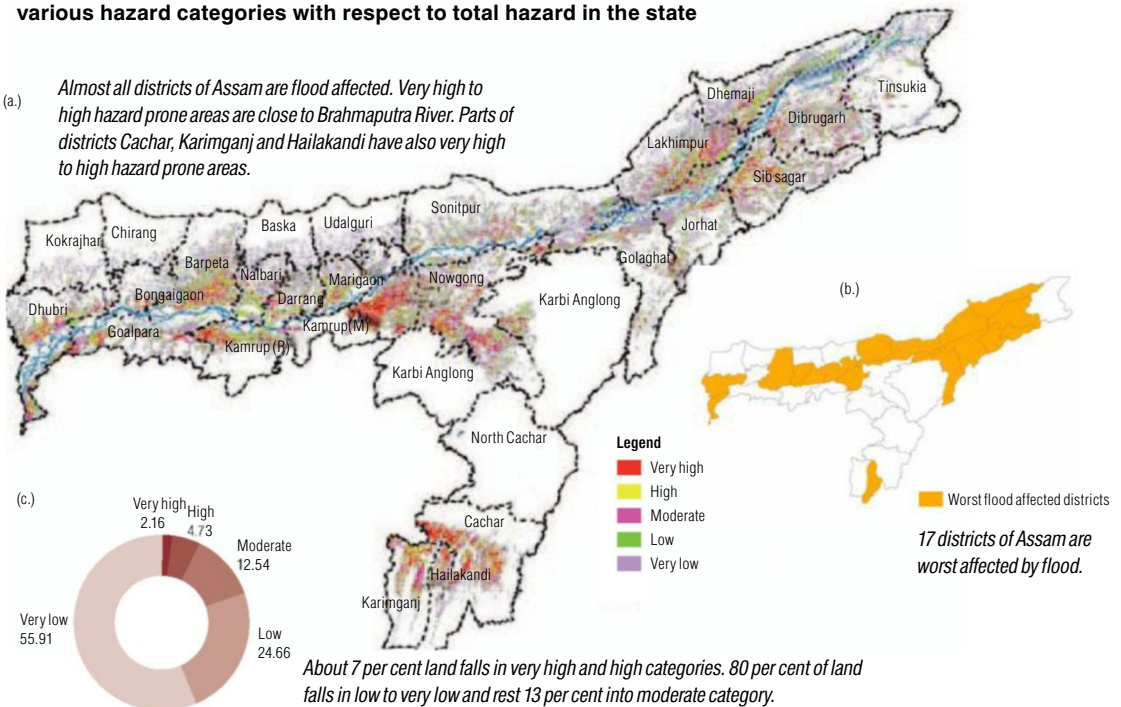 various hazard categories with respect to total hazard in the state
(a.)
Almost all districts of Assam are flood affected. Very high to
high hazard prone areas are close to Brahmaputra River. Parts of
districts Cachar, Karimganj and Hailakandi have also very high
to high hazard prone areas.
Dhemaji
Tinsukia
Dibrugarh
Lakhimpur
Sib sagar
Sonitpur
Jorhat
Kokrajhar
Chirang
Baska
Udalguri
Golaghat
Barpeta
Nalbari
Marigaon
Nowgong
Bongaigaon
Darrang
Karbi Anglong
Dhubri
Goalpara
Kamrup(M)
Kamrup (R)
Karbi Anglong
North Cachar
Cachar
Hailakandi
Karimganj
Legend
Very high
High
Moderate
Low
Very low
(b.)
Worst flood affected districts
17 districts of Assam are
worst affected by flood.
(c.)
Very high
2.16
High
4.73
Moderate
12.54
Low
24.66
Very low
55.91
About 7 per cent land falls in very high and high categories. 80 per cent of land
falls in low to very low and rest 13 per cent into moderate category.